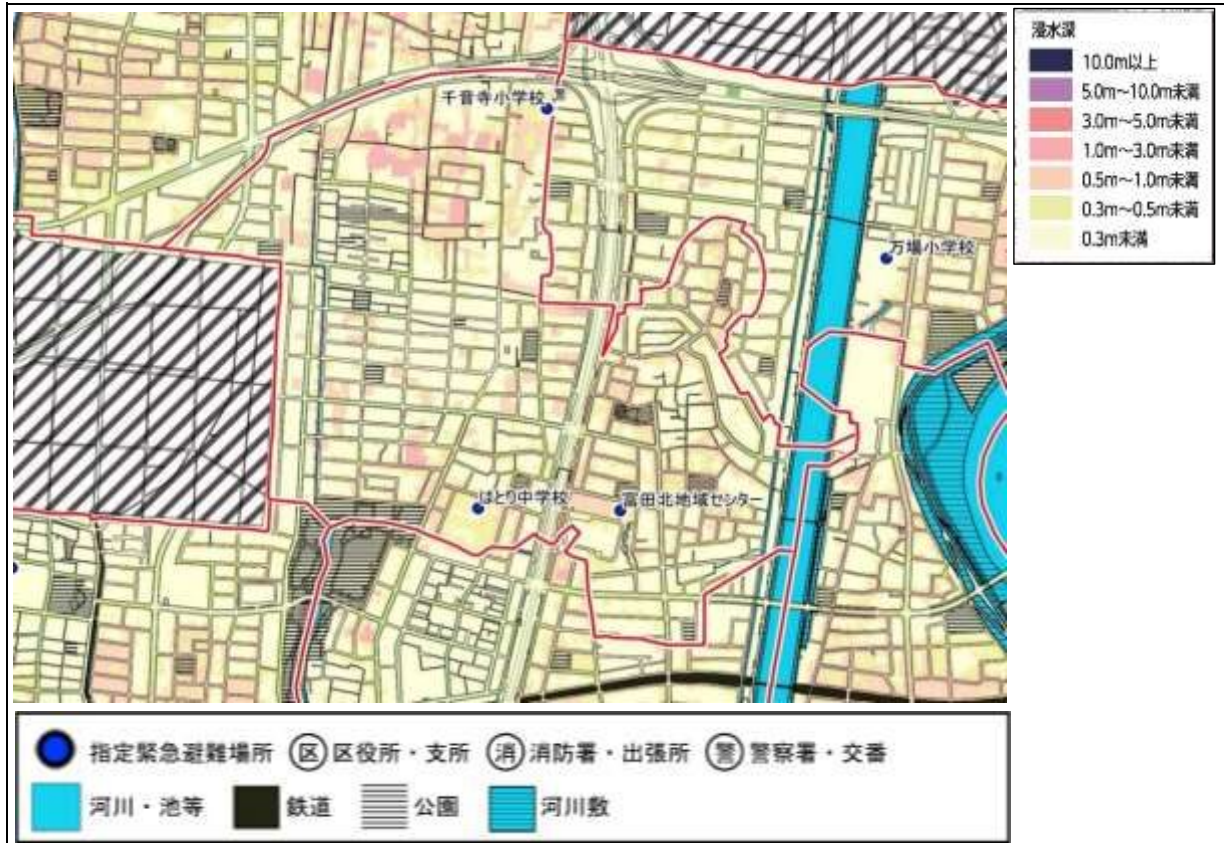 千音寺小学校
万場小学校
はとり中学校
富田北地域センター
浸水深
10.0m以上
5.0m～10.0m未満
3.0m～5.0m未満
1.0m～3.0m未満
0.5m～1.0m未満
0.3m～0.5m未満
0.3m未満
指定緊急避難場所 区 区役所・支所 消 消防署・出張所 警 警察署・交番
河川・池等 鉄道 公園 河川敷